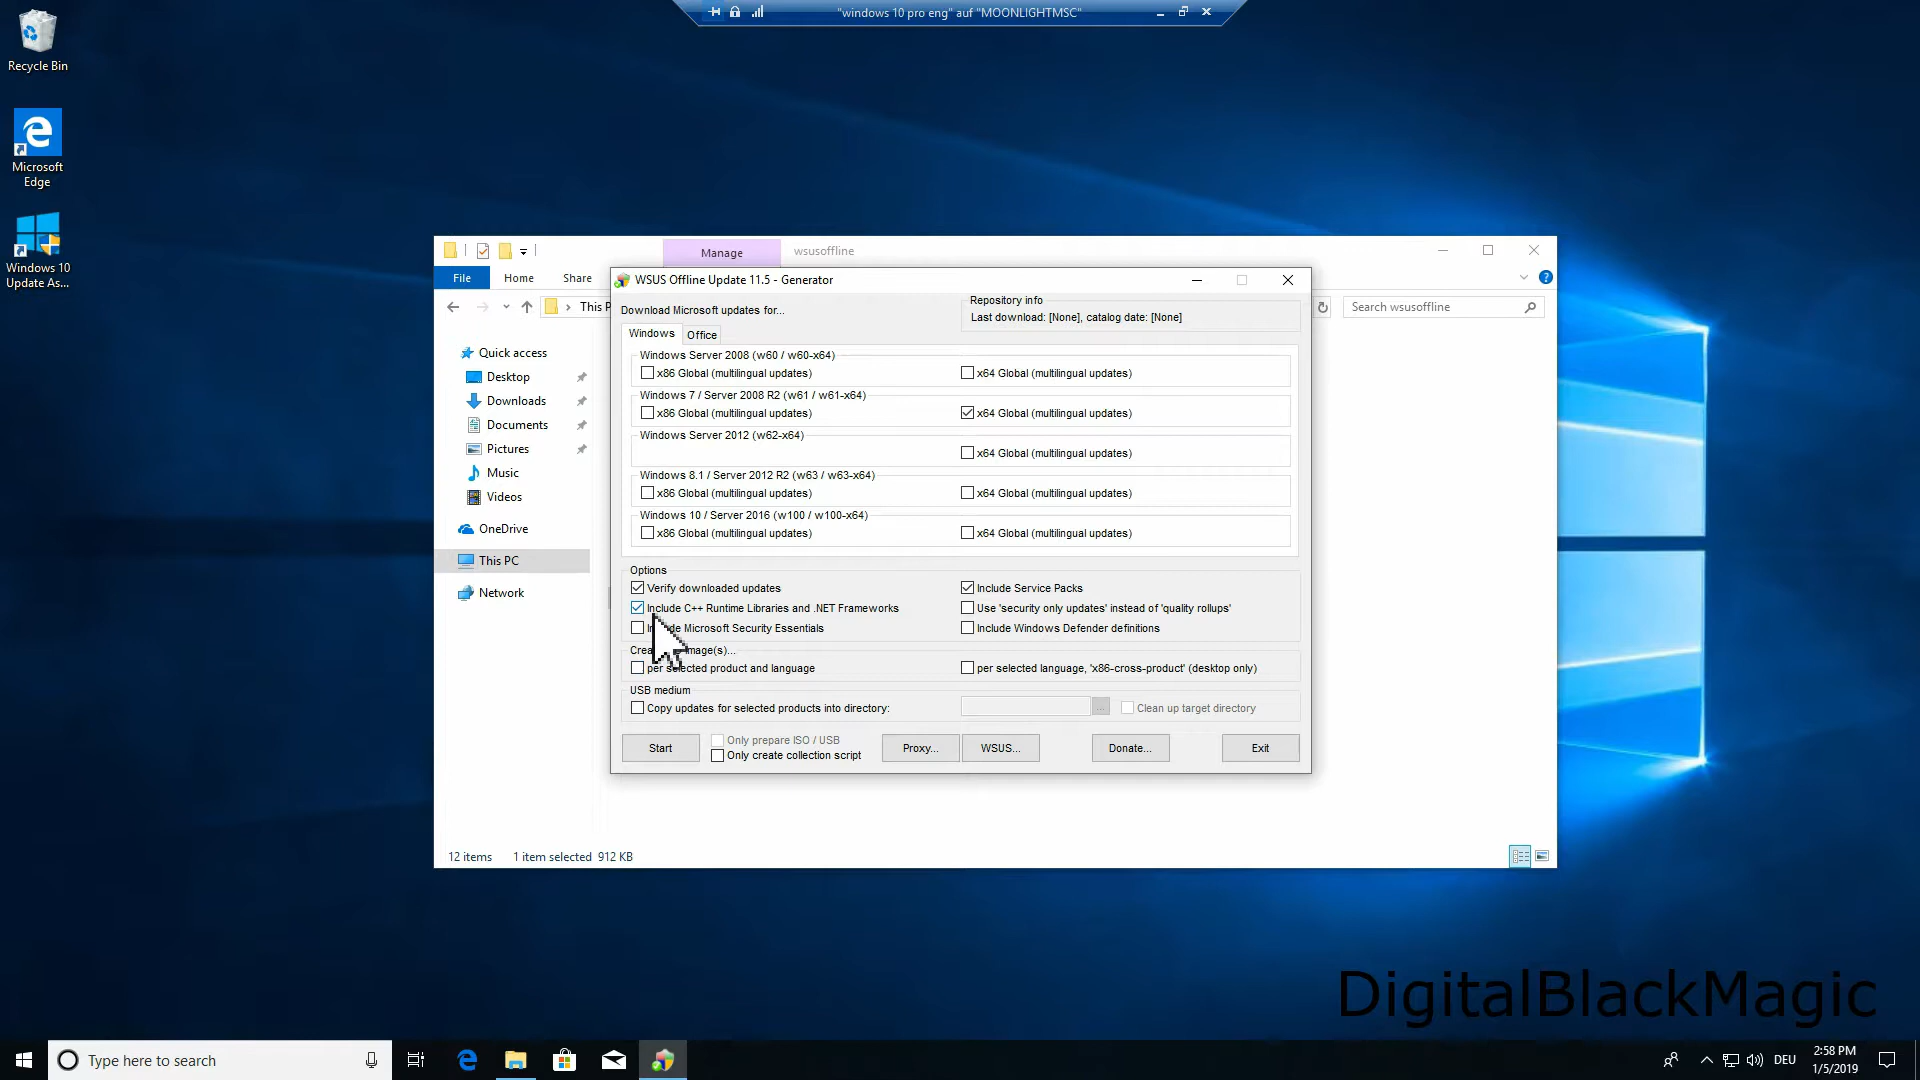 "windows 10 pro eng" auf "MOONLIGHTMSC"
Recycle Bin
Microsoft
Edge
Windows 10
Update As...
Manage
wsusoffline
File
Home
Share
This P
Search wsusoffline
Quick access
Desktop
Downloads
Documents
Pictures
Music
Videos
OneDrive
This PC
Network
12 items
1 item selected 912 KB
WSUS Offline Update 11.5 - Generator
Download Microsoft updates for...
Repository info
Last download: [None], catalog date: [None]
Windows
Office
Windows Server 2008 (w60 / w60-x64)
x86 Global (multilingual updates)
x64 Global (multilingual updates)
Windows 7 / Server 2008 R2 (w61 / w61-x64)
x86 Global (multilingual updates)
x64 Global (multilingual updates)
Windows Server 2012 (w62-x64)
x64 Global (multilingual updates)
Windows 8.1 / Server 2012 R2 (w63 / w63-x64)
x86 Global (multilingual updates)
x64 Global (multilingual updates)
Windows 10 / Server 2016 (w100 / w100-x64)
x86 Global (multilingual updates)
x64 Global (multilingual updates)
Options
Verify downloaded updates
Include Service Packs
Include C++ Runtime Libraries and .NET Frameworks
Use 'security only updates' instead of 'quality rollups'
Microsoft Security Essentials
Include Windows Defender definitions
per selected product and language
per selected language, 'x86-cross-product' (desktop only)
USB medium
Copy updates for selected products into directory:
...
Clean up target directory
Start
Only prepare ISO / USB
Only create collection script
Proxy...
WSUS...
Donate...
Exit
DigitalBlackMagic
Type here to search
DEU
2:58 PM
1/5/2019